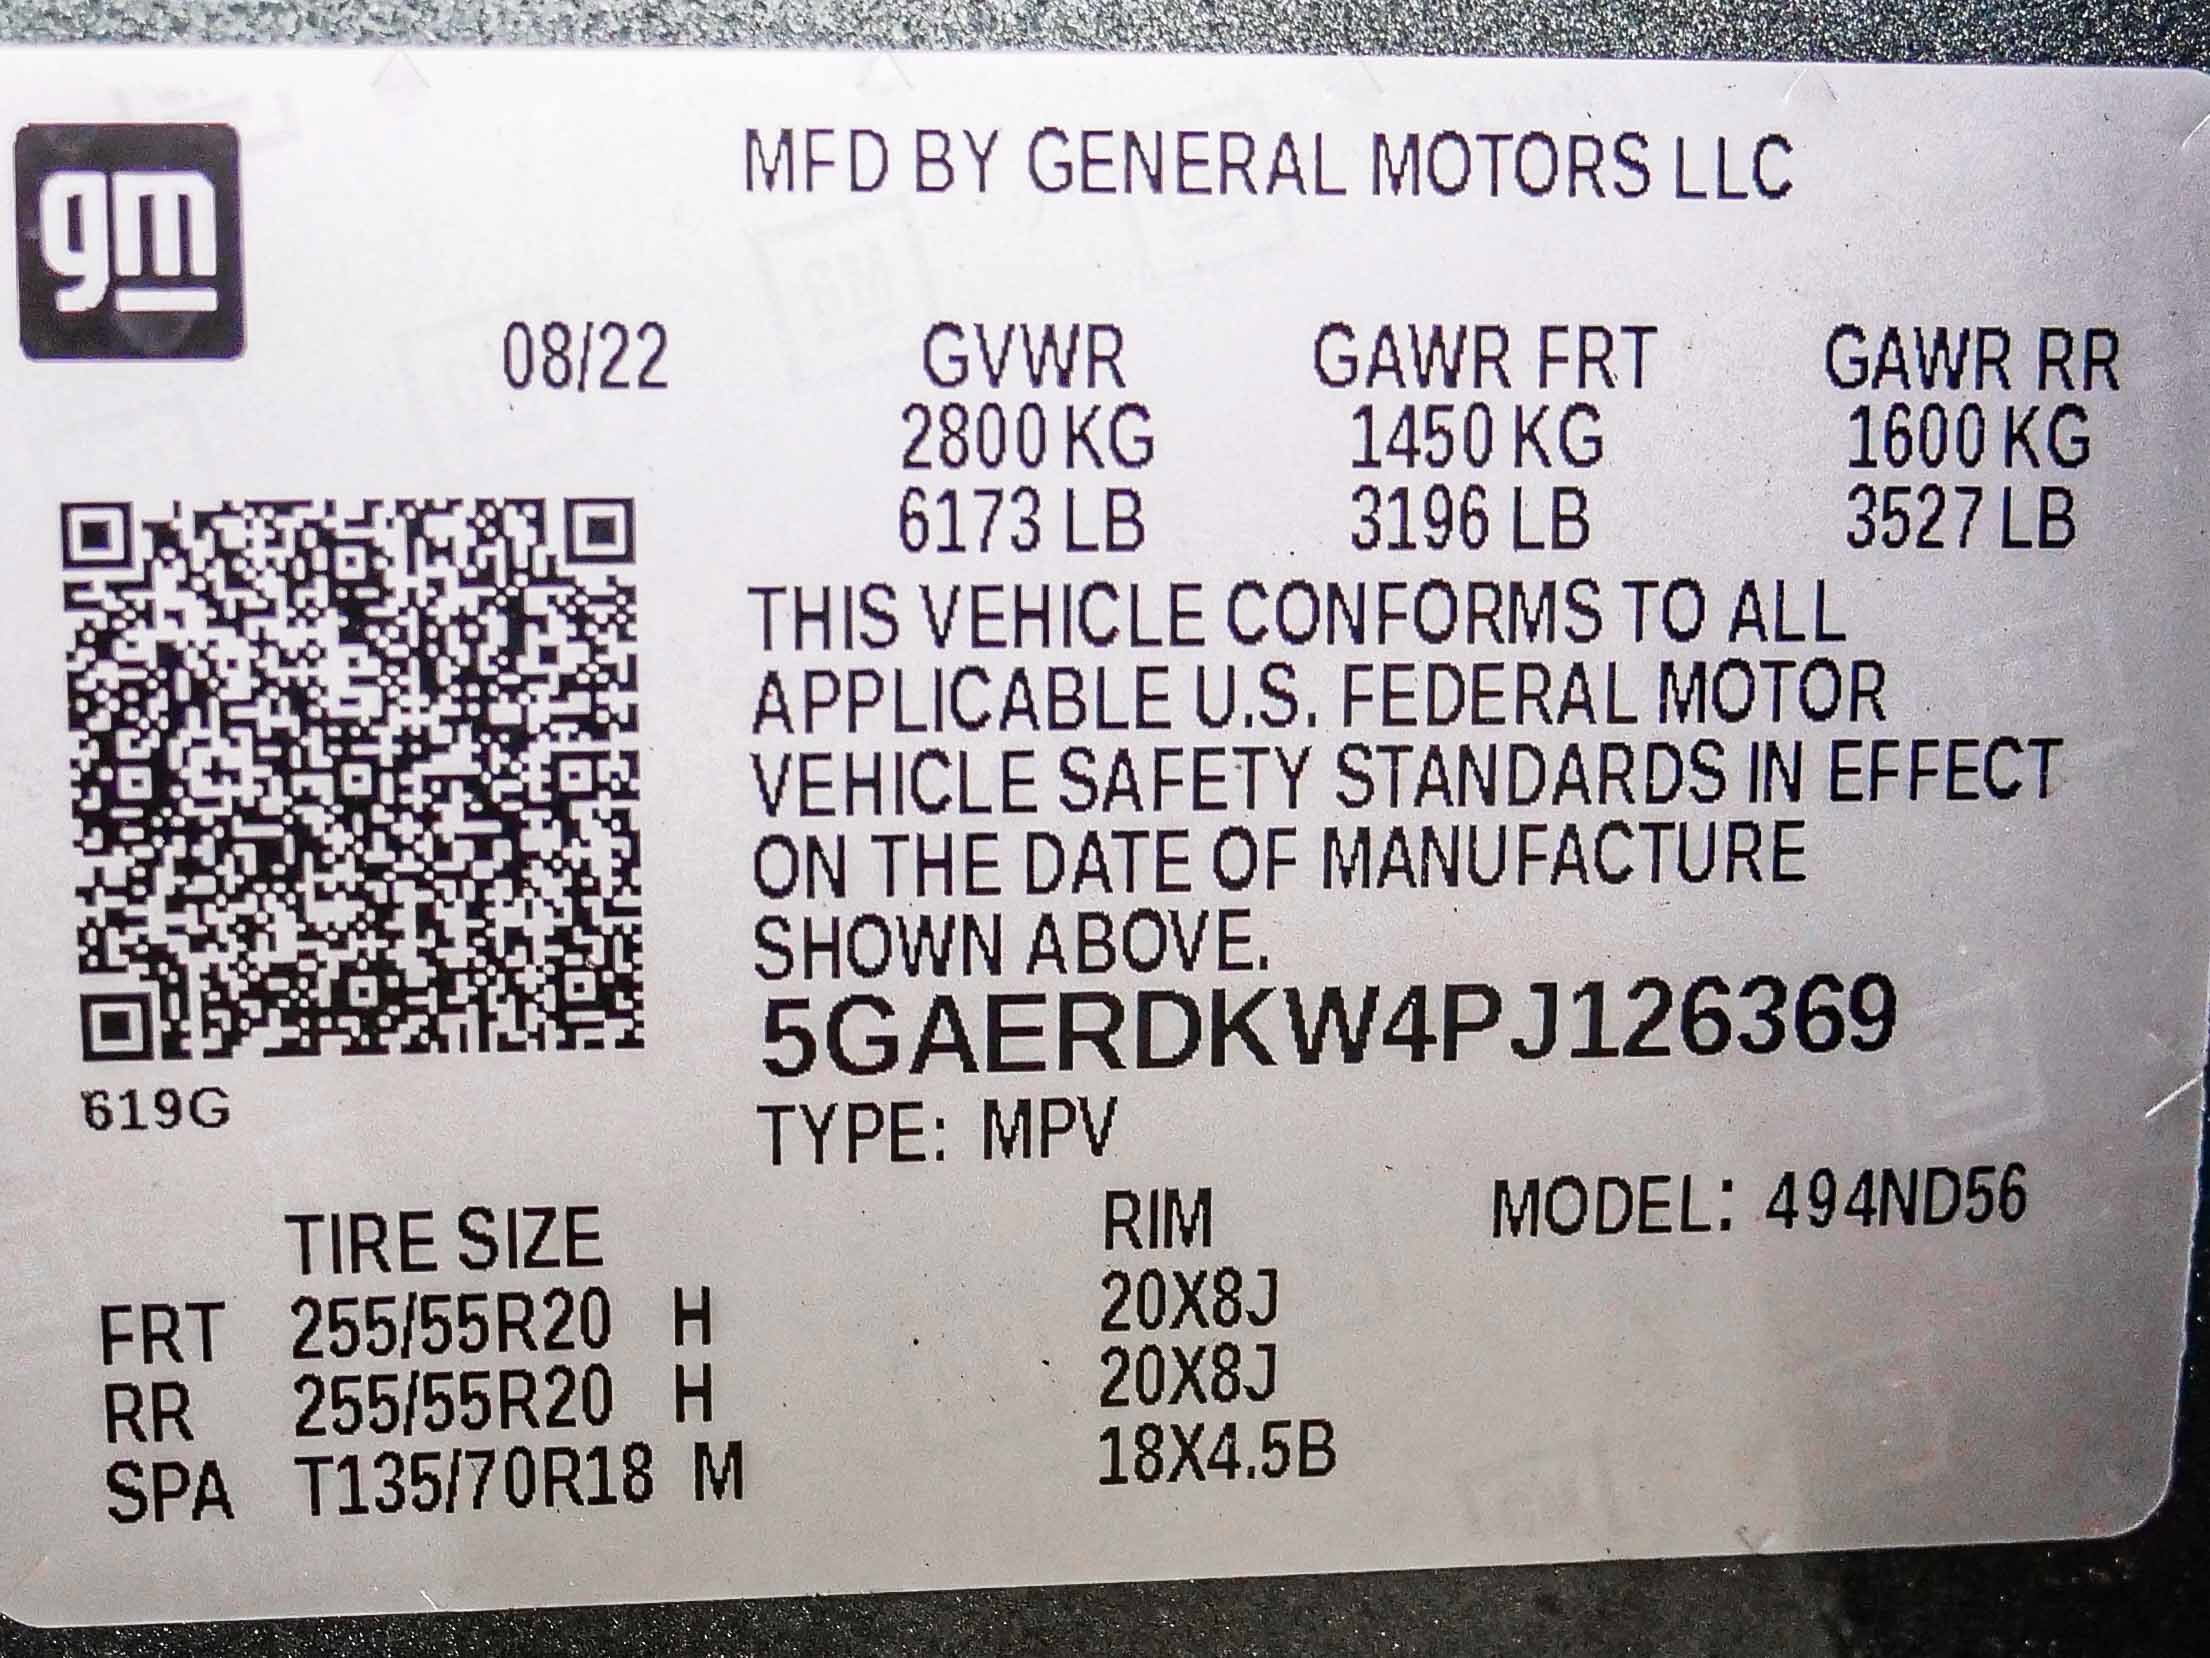 gm
MFD BY GENERAL MOTORS LLC
08/22 GVWR GAWR FRT GAWR RR
2800 KG 1450 KG 1600 KG
6173 LB 3196 LB 3527 LB
THIS VEHICLE CONFORMS TO ALL
APPLICABLE U.S. FEDERAL MOTOR
VEHICLE SAFETY STANDARDS IN EFFECT
ON THE DATE OF MANUFACTURE
SHOWN ABOVE.
5GAERDKW4PJ126369
619G
TYPE: MPV
TIRE SIZE RIM MODEL: 494ND56
FRT 255/55R20 H 20X8J
RR 255/55R20 H 20X8J
SPA T135/70R18 M 18X4.5B